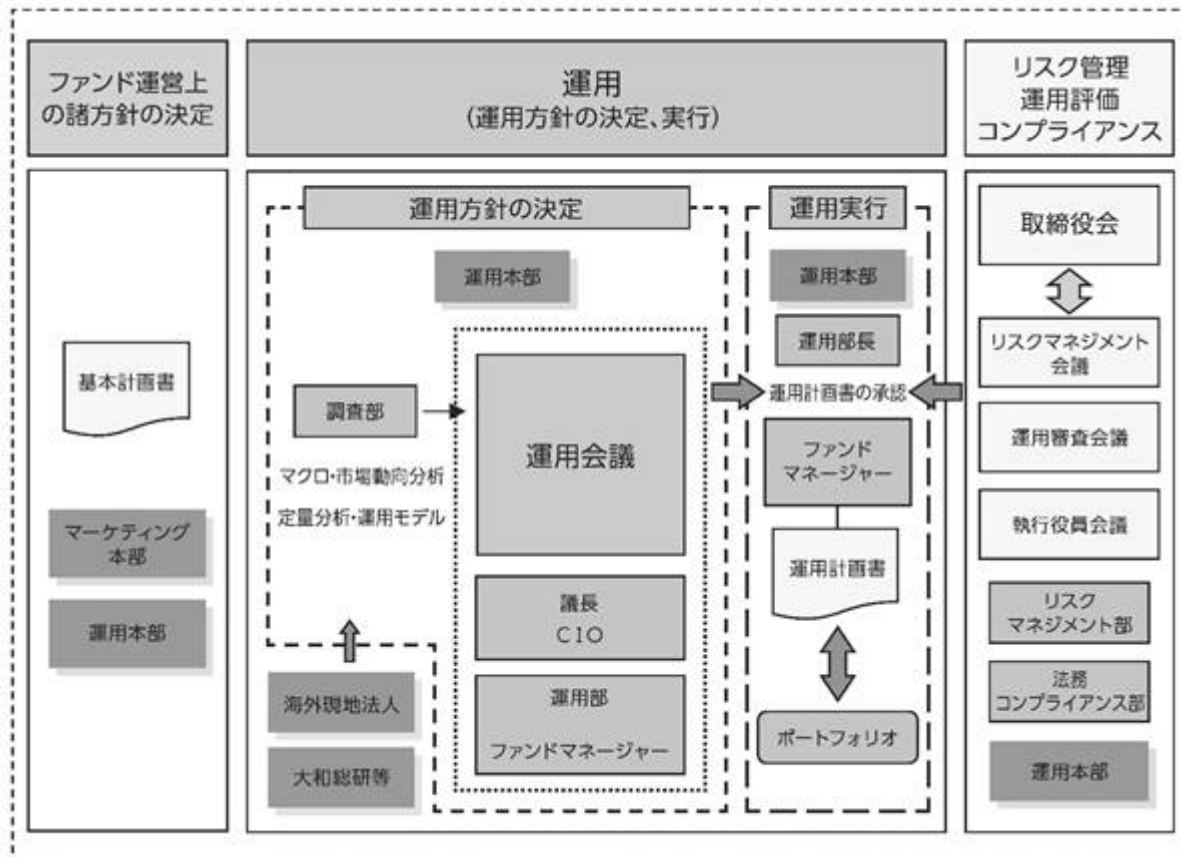 ファンド運営上
の諸方針の決定
基本計画書
マーケティング
本部
運用本部
運用
(運用方針の決定、実行)
運用方針の決定
運用本部
調査部
マクロ・市場動向分析
定量分析・運用モデル
海外現地法人
大和総研等
運用会議
議長
CIO
運用部
ファンドマネージャー
運用実行
運用本部
運用部長
運用計画書の承認
ファンド
マネージャー
運用計画書
ポートフォリオ
リスク管理
運用評価
コンプライアンス
取締役会
リスクマネジメント
会議
運用審査会議
執行役員会議
リスク
マネジメント部
法務
コンプライアンス部
運用本部